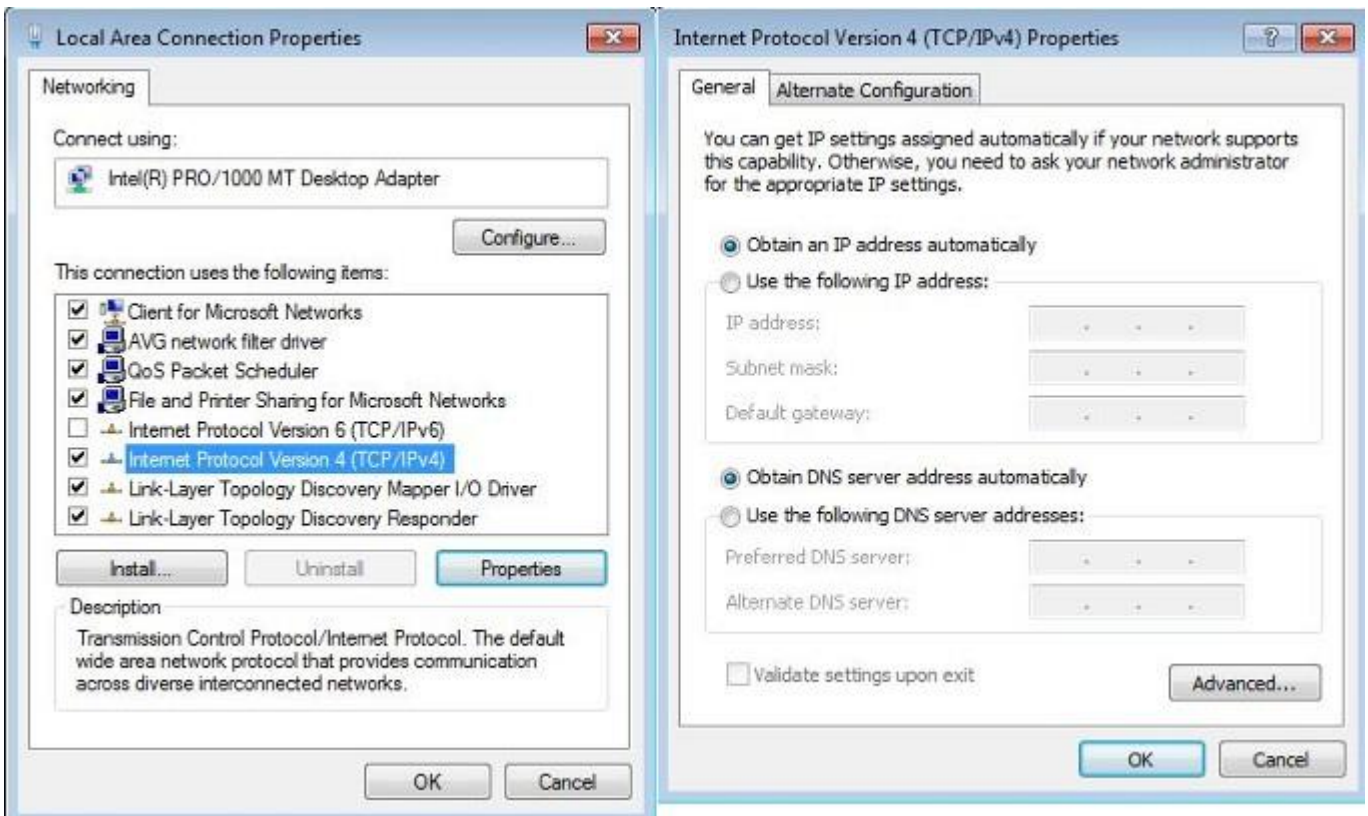 Local Area Connection Properties
Networking
Connect using:
Intel(R) PRO/1000 MT Desktop Adapter
Configure...
This connection uses the following items:
Client for Microsoft Networks
AVG network filter driver
QoS Packet Scheduler
File and Printer Sharing for Microsoft Networks
Internet Protocol Version 6 (TCP/IPv6)
Internet Protocol Version 4 (TCP/IPv4)
Link-Layer Topology Discovery Mapper I/O Driver
Link-Layer Topology Discovery Responder
Install... Uninstall Properties
Description
Transmission Control Protocol/Internet Protocol. The default
wide area network protocol that provides communication
across diverse interconnected networks.
OK Cancel
Internet Protocol Version 4 (TCP/IPv4) Properties
General Alternate Configuration
You can get IP settings assigned automatically if your network supports
this capability. Otherwise, you need to ask your network administrator
for the appropriate IP settings.
Obtain an IP address automatically
Use the following IP address:
IP address:
Subnet mask:
Default gateway:
Obtain DNS server address automatically
Use the following DNS server addresses:
Preferred DNS server:
Alternate DNS server:
Validate settings upon exit
Advanced...
OK Cancel